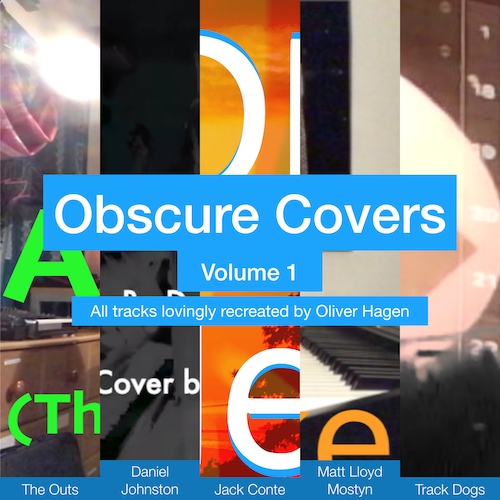 Obscure Covers
Volume 1
All tracks lovingly recreated by Oliver Hagen
A
Cover b
(Th
e
e
The Outs
Daniel
Johnston
Jack Conte
Matt Lloyd
Mostyn
Track Dogs